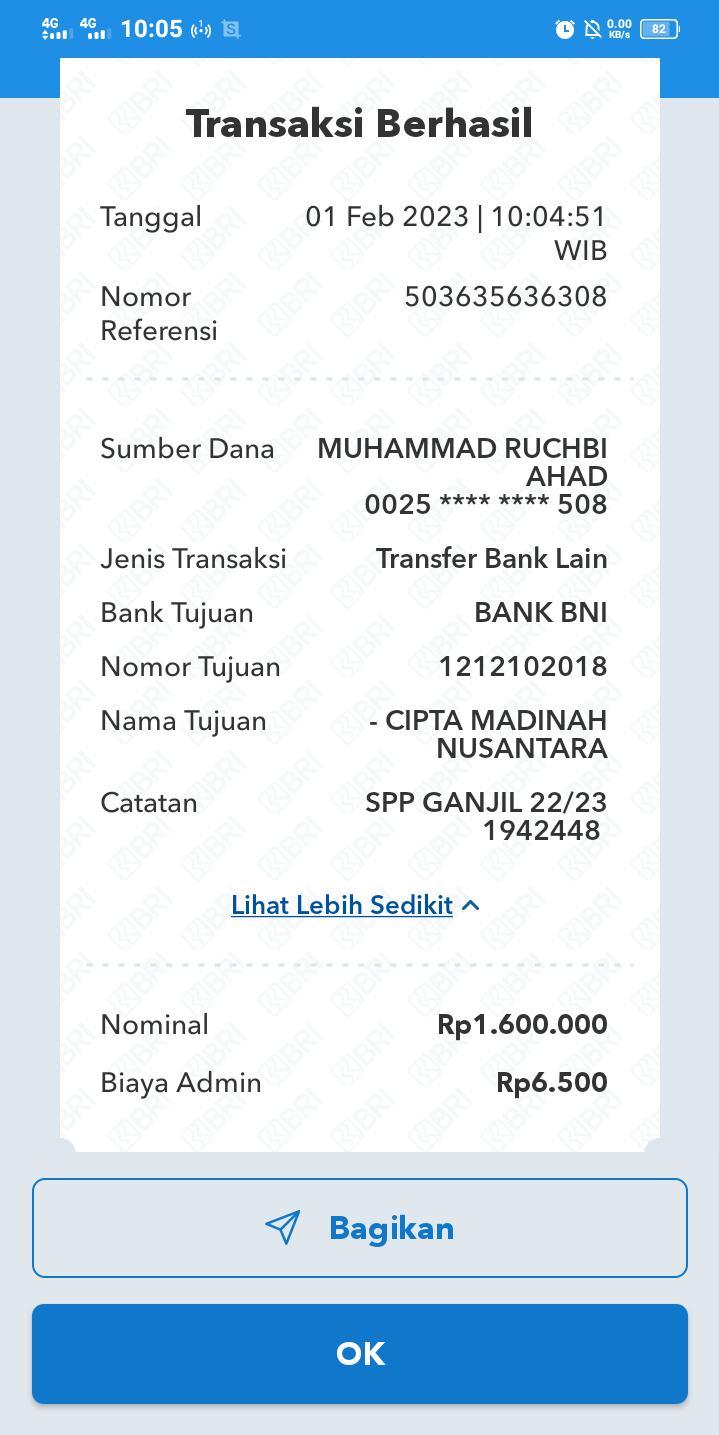 4G 4G 10:05 1 S 0.00 KB/s 82
Transaksi Berhasil
Tanggal 01 Feb 2023 | 10:04:51
WIB
Nomor 503635636308
Referensi
Sumber Dana MUHAMMAD RUCHBI
AHAD
0025 **** **** 508
Jenis Transaksi Transfer Bank Lain
Bank Tujuan BANK BNI
Nomor Tujuan 1212102018
Nama Tujuan - CIPTA MADINAH
NUSANTARA
Catatan SPP GANJIL 22/23
1942448
Lihat Lebih Sedikit
Nominal Rp1.600.000
Biaya Admin Rp6.500
Bagikan
OK